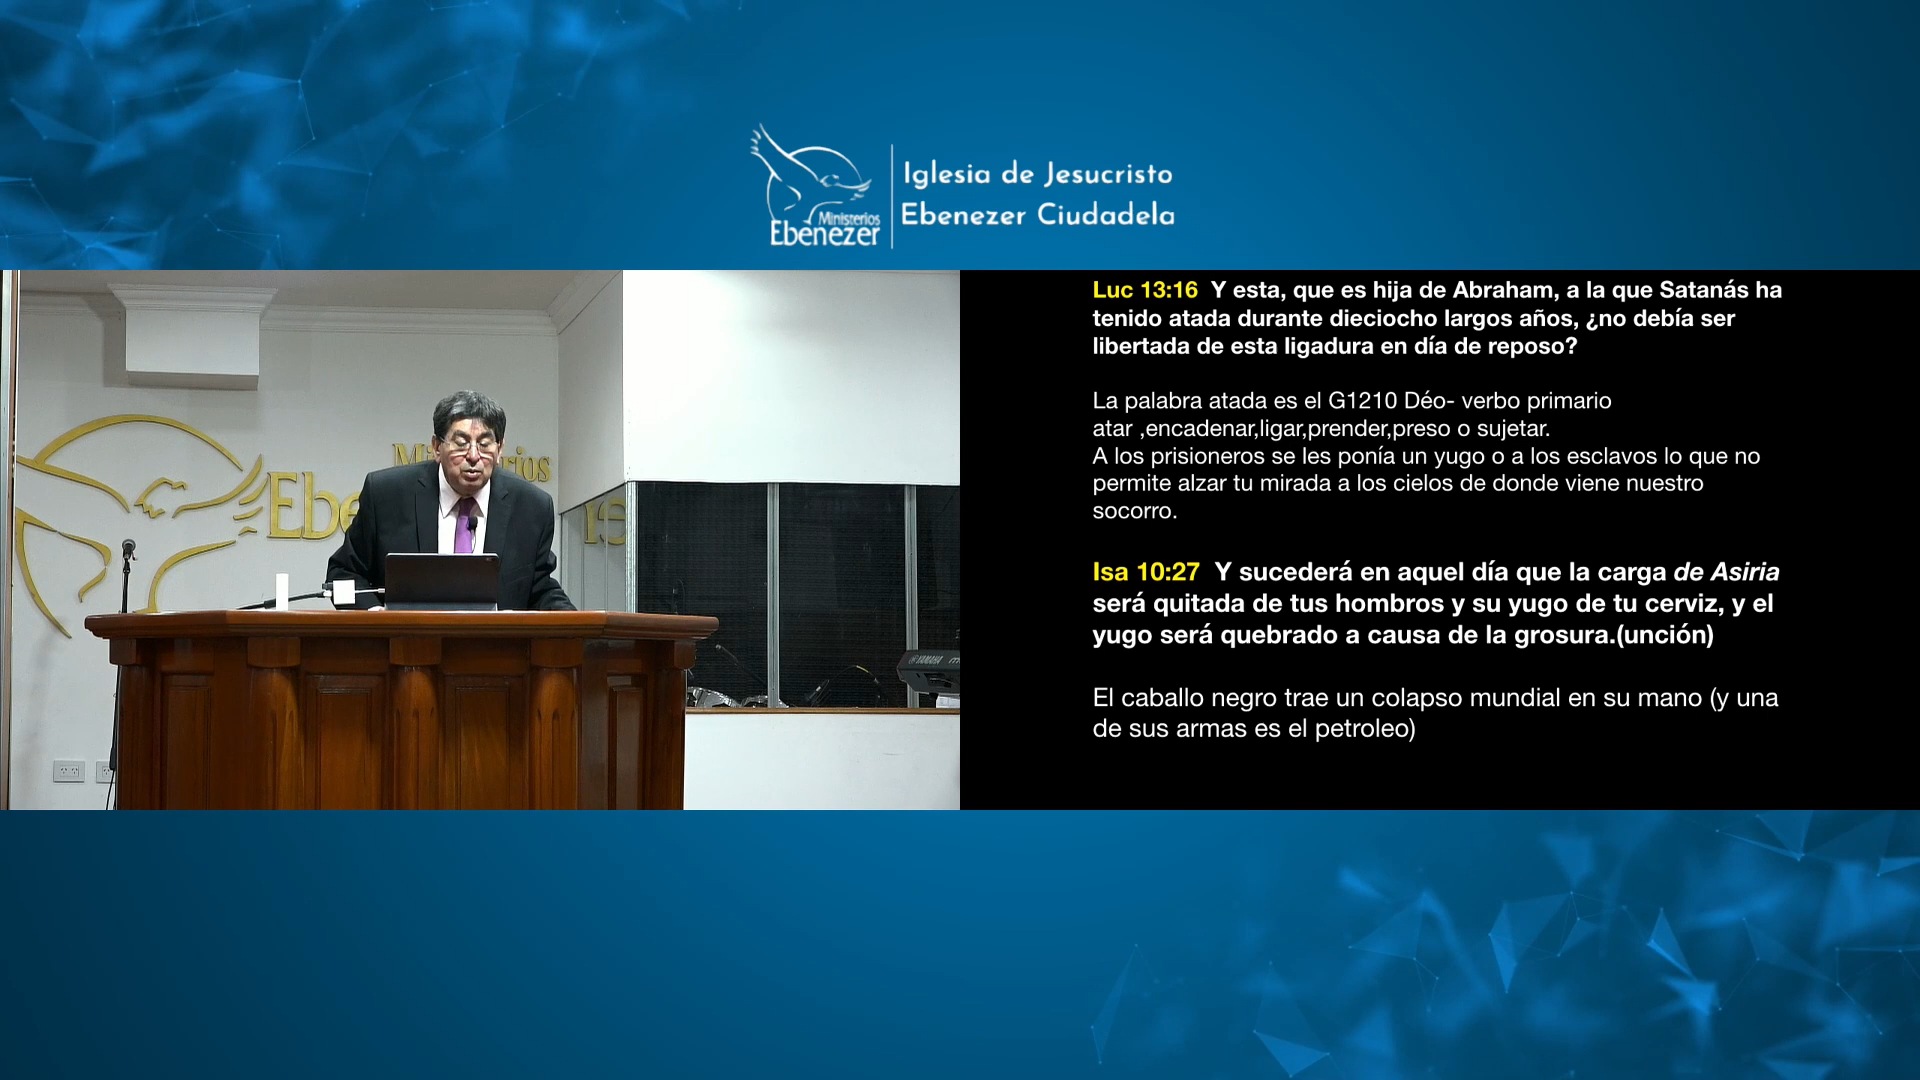 Ministerios
Ebenezer
Iglesia de Jesucristo
Ebenezer Ciudadela
Luc 13:16 Y esta, que es hija de Abraham, a la que Satanás ha
tenido atada durante dieciocho largos años, ¿no debía ser
libertada de esta ligadura en día de reposo?
La palabra atada es el G1210 Déo- verbo primario
atar ,encadenar,ligar,prender,preso o sujetar.
A los prisioneros se les ponía un yugo o a los esclavos lo que no
permite alzar tu mirada a los cielos de donde viene nuestro
socorro.
Isa 10:27 Y sucederá en aquel día que la carga de Asiria
será quitada de tus hombros y su yugo de tu cerviz, y el
yugo será quebrado a causa de la grosura.(unción)
El caballo negro trae un colapso mundial en su mano (y una
de sus armas es el petroleo)
YAMAHA